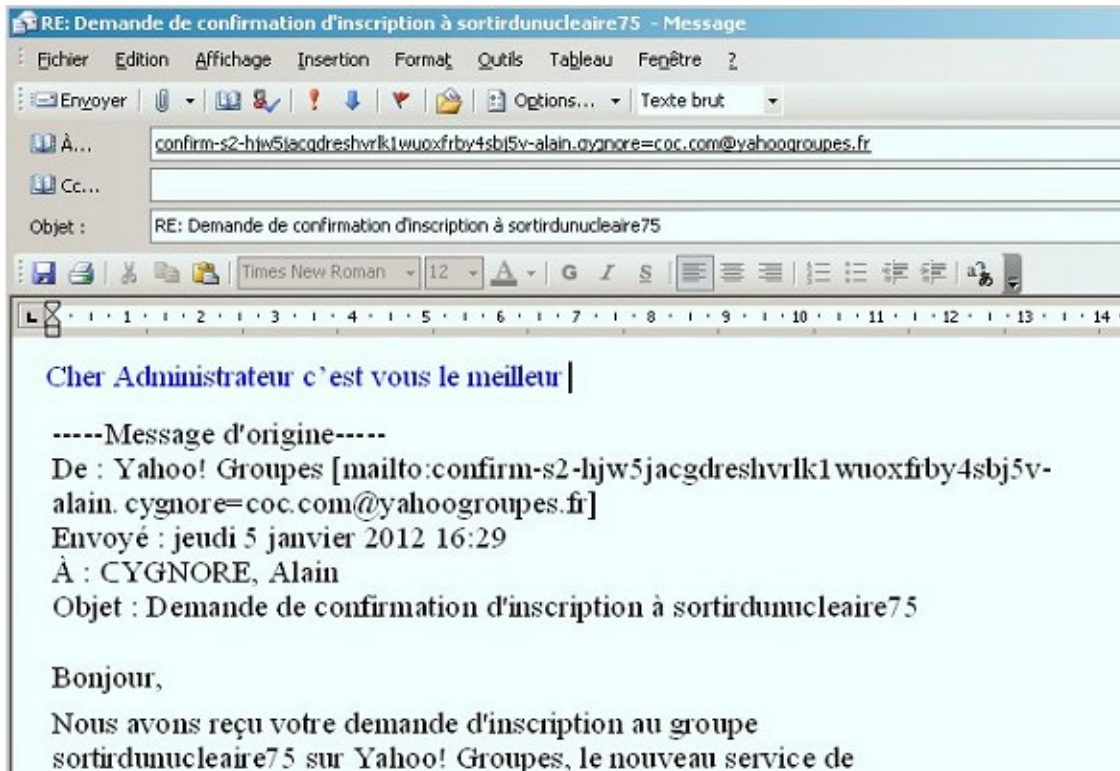 RE: Demande de confirmation d'inscription à sortirdunucleaire75 - Message
Fichier Edition Affichage Insertion Format Outils Tableau Fenêtre ?
Envoyer Options... Texte brut
À... confirm-s2-hjw5jacgdreshvrlk1wuoxfrby4sbj5v-alain.cygnore=coc.com@yahoogroupes.fr
Cc...
Objet : RE: Demande de confirmation d'inscription à sortirdunucleaire75
Times New Roman 12 A G I S
1 2 3 4 5 6 7 8 9 10 11 12 13 14
Cher Administrateur c'est vous le meilleur
-----Message d'origine-----
De : Yahoo! Groupes [mailto:confirm-s2-hjw5jacgdreshvrlk1wuoxfrby4sbj5v-
alain. cygnore=coc.com@yahoogroupes.fr]
Envoyé : jeudi 5 janvier 2012 16:29
À : CYGNORE, Alain
Objet : Demande de confirmation d'inscription à sortirdunucleaire75
Bonjour,
Nous avons reçu votre demande d'inscription au groupe
sortirdunucleaire75 sur Yahoo! Groupes, le nouveau service de